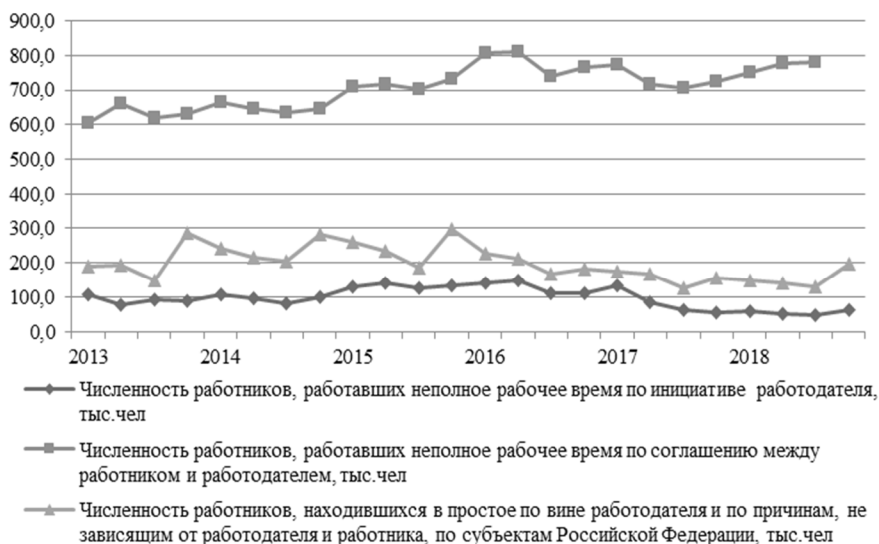 900,0
800,0
700,0
600,0
500,0
400,0
300,0
200,0
100,0
0,0
2013 2014 2015 2016 2017 2018
Численность работников, работавших неполное рабочее время по инициативе работодателя,
тыс.чел
Численность работников, работавших неполное рабочее время по соглашению между
работником и работодателем, тыс.чел
Численность работников, находившихся в простое по вине работодателя и по причинам, не
зависящим от работодателя и работника, по субъектам Российской Федерации, тыс.чел